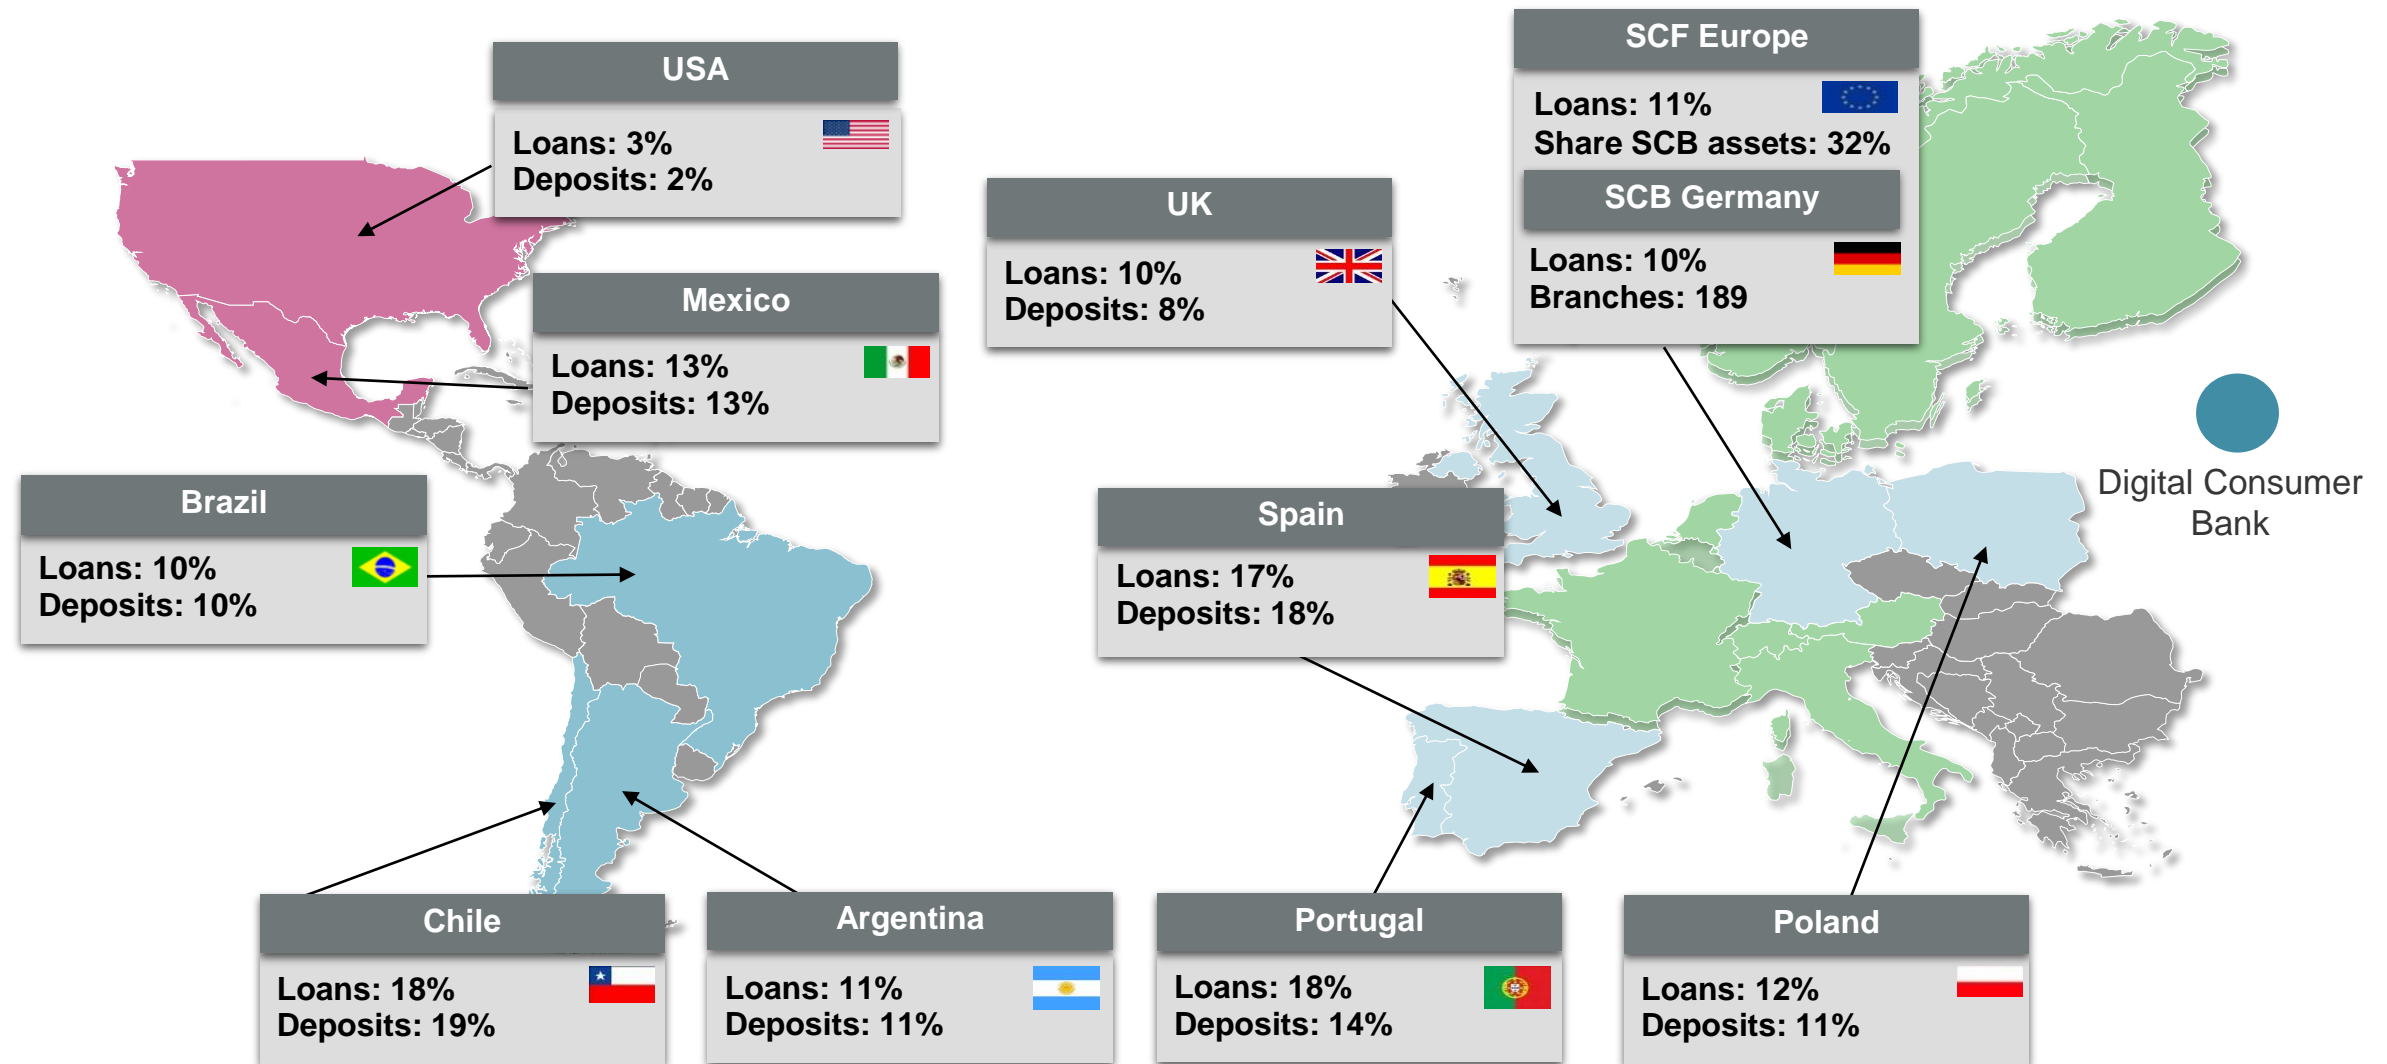 USA
Loans: 3%
Deposits: 2%
Mexico
Loans: 13%
Deposits: 13%
Brazil
Loans: 10%
Deposits: 10%
Chile
Loans: 18%
Deposits: 19%
Argentina
Loans: 11%
Deposits: 11%
UK
Loans: 10%
Deposits: 8%
SCF Europe
Loans: 11%
Share SCB assets: 32%
SCB Germany
Loans: 10%
Branches: 189
Spain
Loans: 17%
Deposits: 18%
Portugal
Loans: 18%
Deposits: 14%
Poland
Loans: 12%
Deposits: 11%
Digital Consumer
Bank